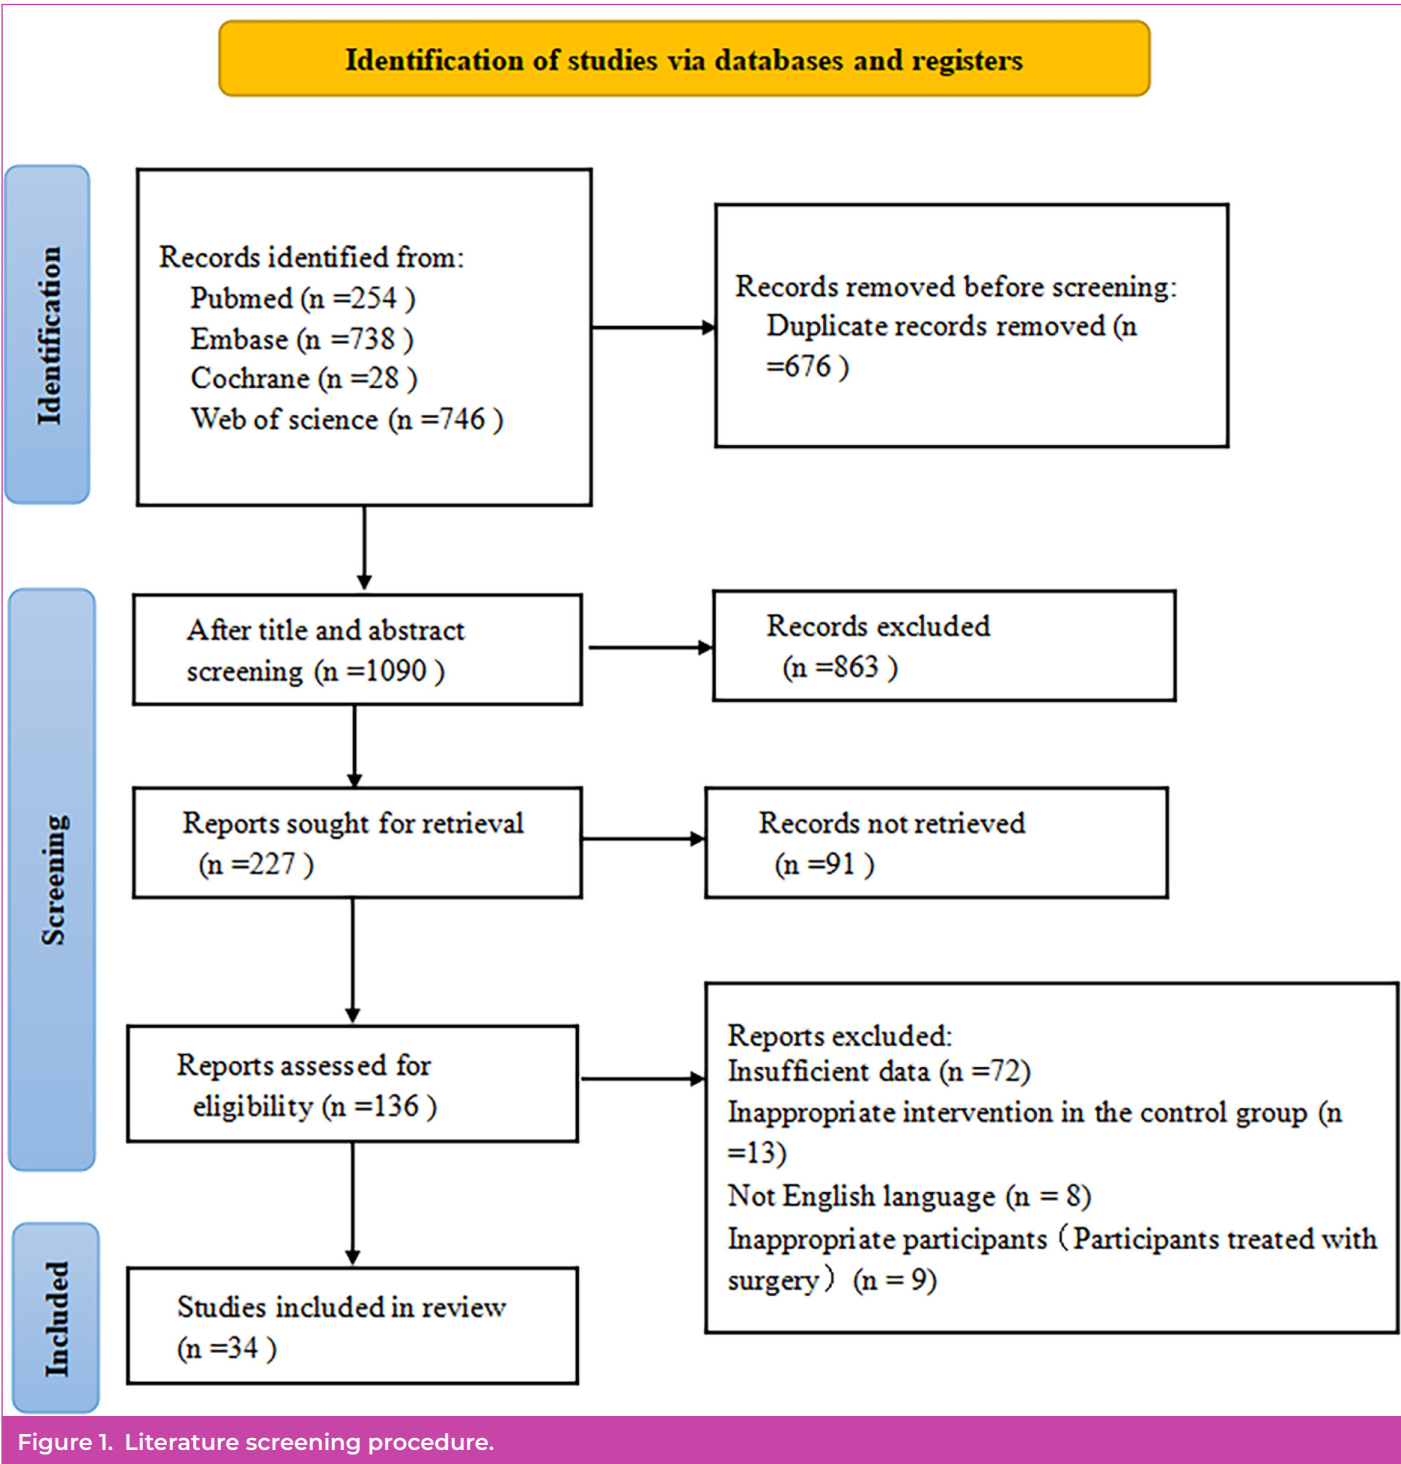 Identification of studies via databases and registers
Identification
Records identified from:
Pubmed (n =254 )
Embase (n =738 )
Cochrane (n =28 )
Web of science (n =746 )
Records removed before screening:
Duplicate records removed (n
=676 )
Screening
After title and abstract
screening (n =1090 )
Records excluded
(n =863 )
Reports sought for retrieval
(n =227 )
Records not retrieved
(n =91 )
Reports assessed for
eligibility (n =136 )
Reports excluded:
Insufficient data (n =72)
Inappropriate intervention in the control group (n
=13)
Not English language (n = 8)
Inappropriate participants（Participants treated with
surgery）(n = 9)
Included
Studies included in review
(n =34 )
Figure 1. Literature screening procedure.